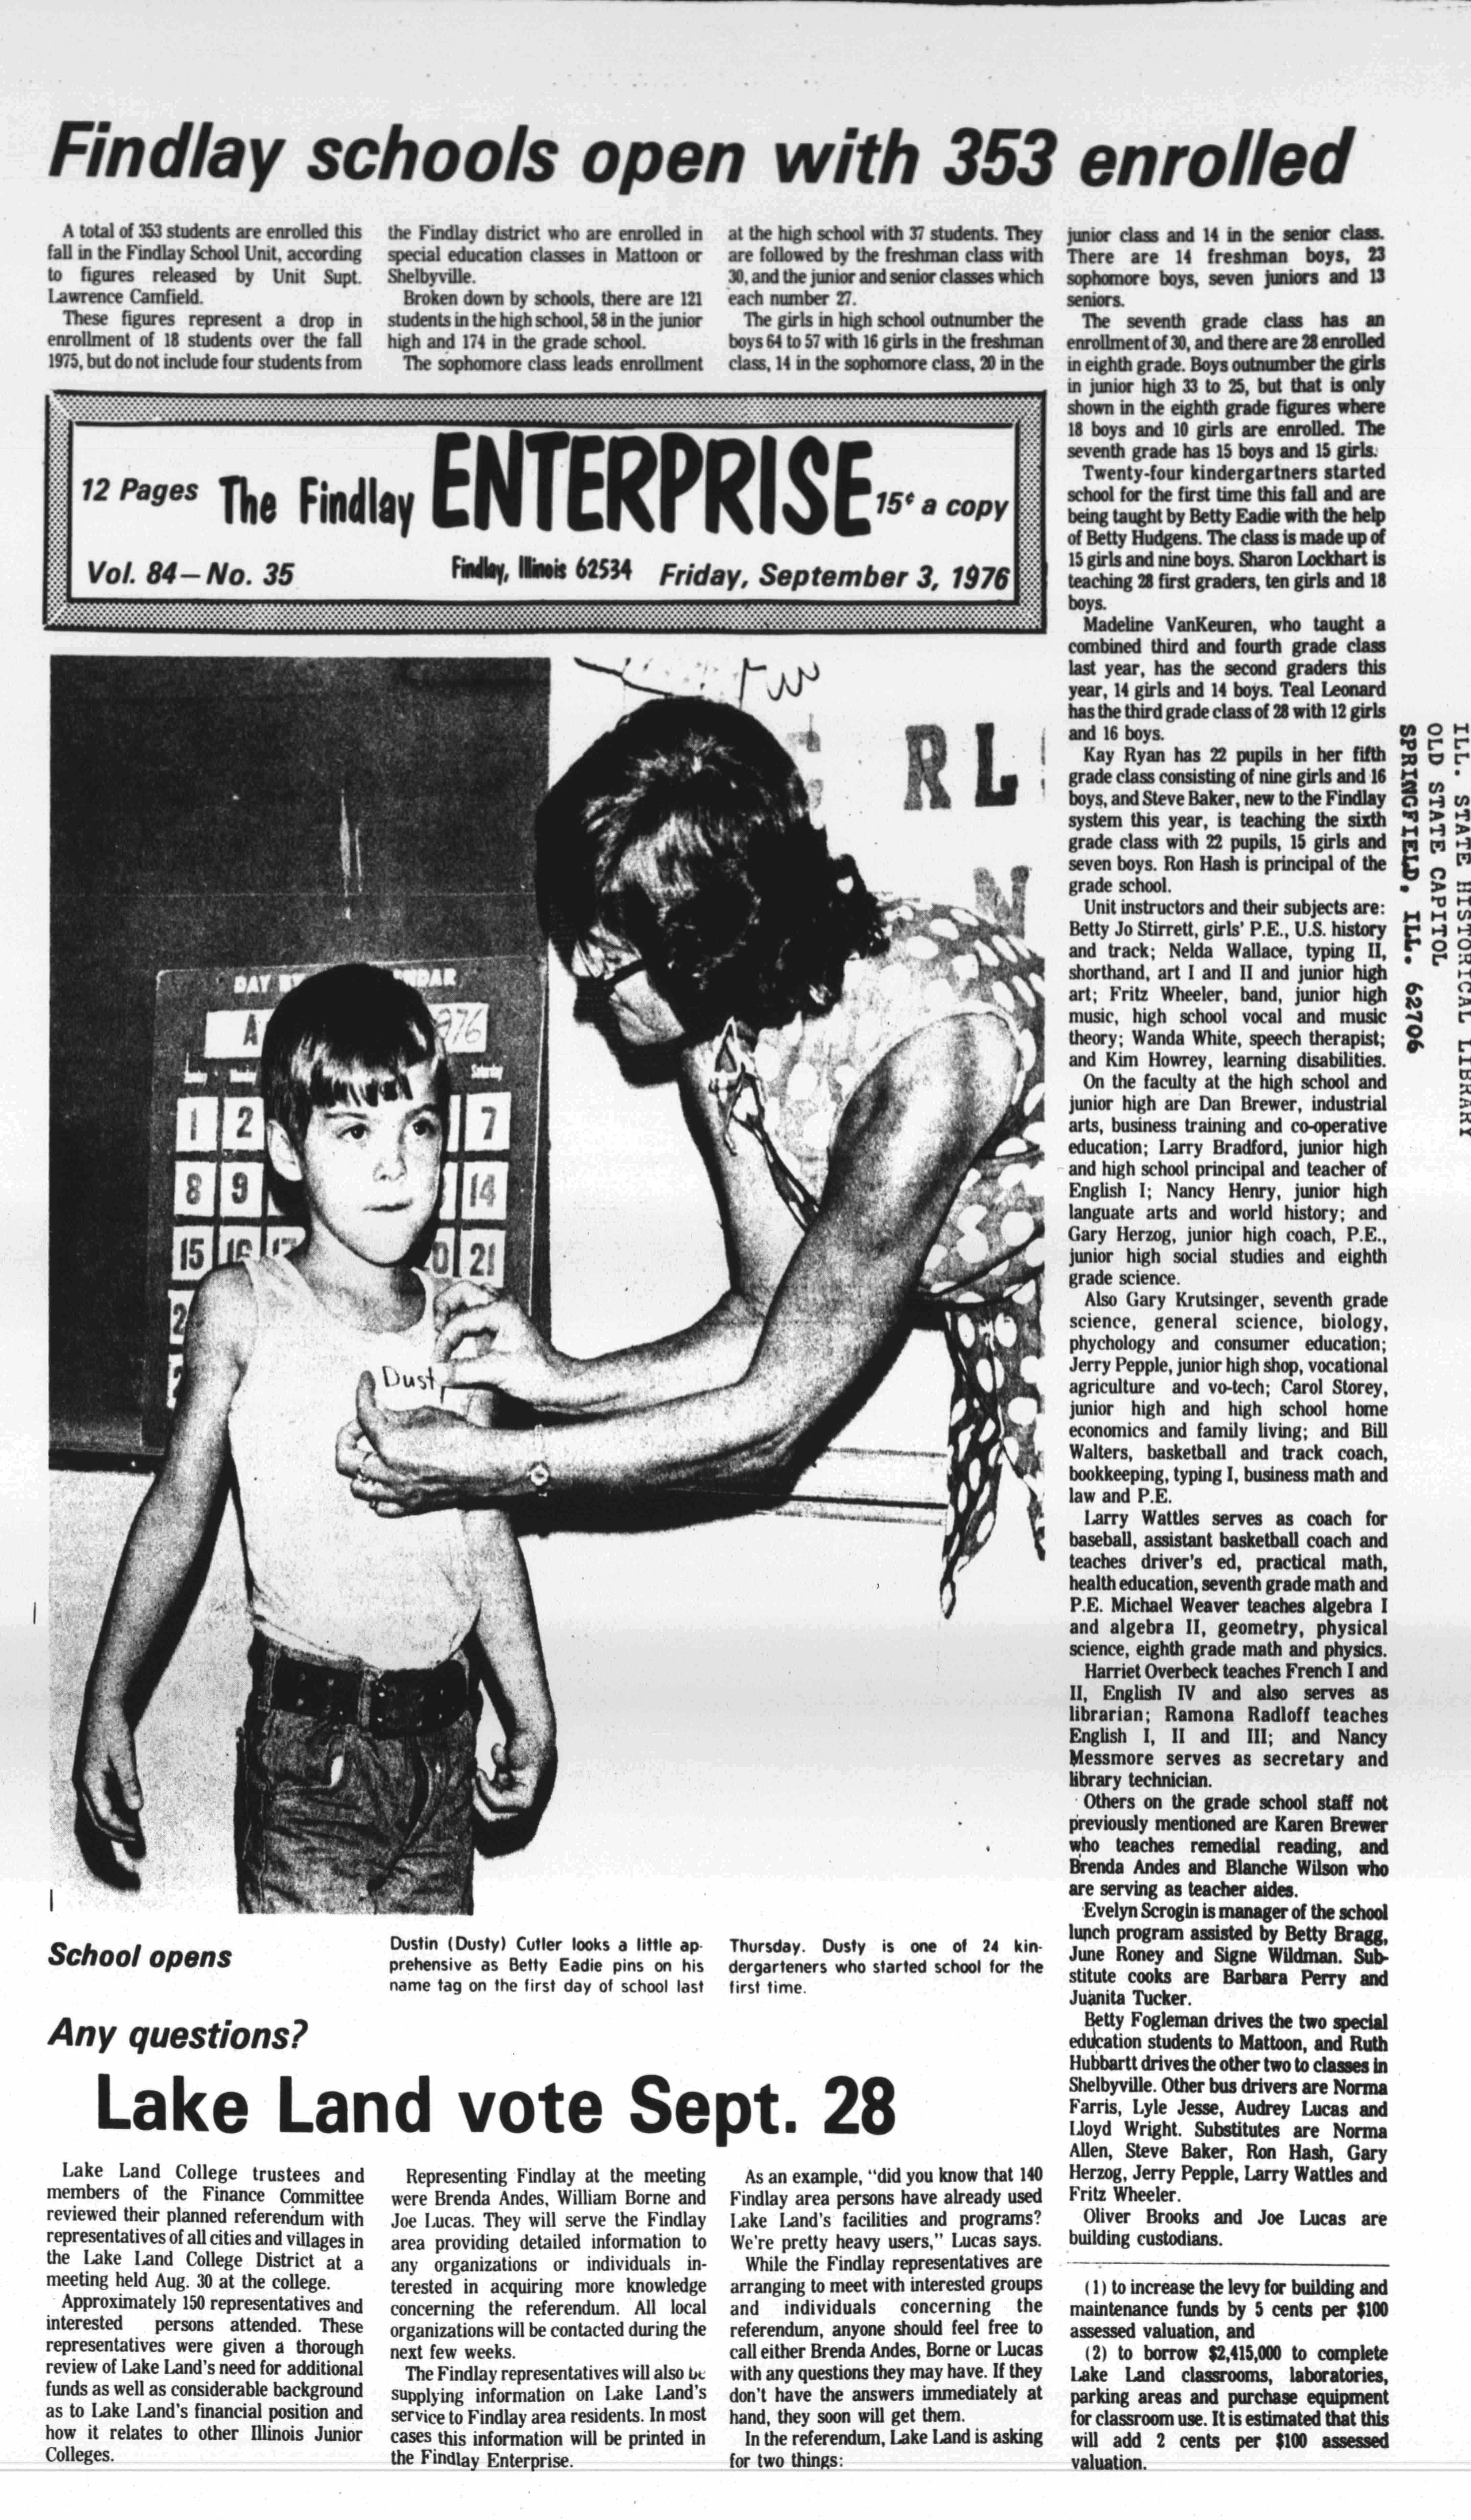 Findlay schools open with 353 enrolled
A total of 353 students are enrolled this
fall in the Findlay School Unit, according
to figures released by Unit Supt.
Lawrence Camfield.
These figures represent a drop in
enrollment of 18 students over the fall
1975, but do not include four students from
the Findlay district who are enrolled in
special education classes in Mattoon or
Shelbyville.
Broken down by schools, there are 121
students in the high school, 58 in the junior
high and 174 in the grade school.
The sophomore class leads enrollment
at the high school with 37 students. They
are followed by the freshman class with
30, and the junior and senior classes which
each number 27.
The girls in high school outnumber the
boys 64 to 57 with 16 girls in the freshman
class, 14 in the sophomore class, 20 in the
junior class and 14 in the senior class.
There are 14 freshman boys, 23
sophomore boys, seven juniors and 13
seniors.
The seventh grade class has an
enrollment of 30, and there are 28 enrolled
in eighth grade. Boys outnumber the girls
in junior high 33 to 25, but that is only
shown in the eighth grade figures where
18 boys and 10 girls are enrolled. The
seventh grade has 15 boys and 15 girls.
Twenty-four kindergartners started
school for the first time this fall and are
being taught by Betty Eadie with the help
of Betty Hudgens. The class is made up of
15 girls and nine boys. Sharon Lockhart is
teaching 28 first graders, ten girls and 18
boys.
Madeline VanKeuren, who taught a
combined third and fourth grade class
last year, has the second graders this
year, 14 girls and 14 boys. Teal Leonard
has the third grade class of 28 with 12 girls
and 16 boys.
Kay Ryan has 22 pupils in her fifth
grade class consisting of nine girls and 16
boys, and Steve Baker, new to the Findlay
system this year, is teaching the sixth
grade class with 22 pupils, 15 girls and
seven boys. Ron Hash is principal of the
grade school.
Unit instructors and their subjects are:
Betty Jo Stirrett, girls' P.E., U.S. history
and track; Nelda Wallace, typing II,
shorthand, art I and II and junior high
art; Fritz Wheeler, band, junior high
music, high school vocal and music
theory; Wanda White, speech therapist;
and Kim Howrey, learning disabilities.
On the faculty at the high school and
junior high are Dan Brewer, industrial
arts, business training and co-operative
education; Larry Bradford, junior high
and high school principal and teacher of
English I; Nancy Henry, junior high
languate arts and world history; and
Gary Herzog, junior high coach, P.E.,
junior high social studies and eighth
grade science.
Also Gary Krutsinger, seventh grade
science, general science, biology,
phychology and consumer education;
Jerry Pepple, junior high shop, vocational
agriculture and vo-tech; Carol Storey,
junior high and high school home
economics and family living; and Bill
Walters, basketball and track coach,
bookkeeping, typing I, business math and
law and P.E.
Larry Wattles serves as coach for
baseball, assistant basketball coach and
teaches driver's ed, practical math,
health education, seventh grade math and
P.E. Michael Weaver teaches algebra I
and algebra II, geometry, physical
science, eighth grade math and physics.
Harriet Overbeck teaches French I and
II, English IV and also serves as
librarian; Ramona Radloff teaches
English I, II and III; and Nancy
Messmore serves as secretary and
library technician.
Others on the grade school staff not
previously mentioned are Karen Brewer
who teaches remedial reading, and
Brenda Andes and Blanche Wilson who
are serving as teacher aides.
Evelyn Scrogin is manager of the school
lunch program assisted by Betty Bragg,
June Roney and Signe Wildman. Sub-
stitute cooks are Barbara Perry and
Juanita Tucker.
Betty Fogleman drives the two special
education students to Mattoon, and Ruth
Hubbartt drives the other two to classes in
Shelbyville. Other bus drivers are Norma
Farris, Lyle Jesse, Audrey Lucas and
Lloyd Wright. Substitutes are Norma
Allen, Steve Baker, Ron Hash, Gary
Herzog, Jerry Pepple, Larry Wattles and
Fritz Wheeler.
Oliver Brooks and Joe Lucas are
building custodians.
12 Pages The Findlay ENTERPRISE 15¢ a copy
Vol. 84—No. 35 Findlay, Illinois 62534 Friday, September 3, 1976
RL
N
DAY
NDAR
A 976
Saturday
1 2 7
8 9 14
15 16 17 21
2
2
Dust
ILL. STATE HISTORICAL LIBRARY
OLD STATE CAPITOL
SPRINGFIELD, ILL. 62706
School opens
Dustin (Dusty) Cutler looks a little ap-
prehensive as Betty Eadie pins on his
name tag on the first day of school last
Thursday. Dusty is one of 24 kin-
dergarteners who started school for the
first time.
Any questions?
Lake Land vote Sept. 28
Lake Land College trustees and
members of the Finance Committee
reviewed their planned referendum with
representatives of all cities and villages in
the Lake Land College District at a
meeting held Aug. 30 at the college.
Approximately 150 representatives and
interested persons attended. These
representatives were given a thorough
review of Lake Land's need for additional
funds as well as considerable background
as to Lake Land's financial position and
how it relates to other Illinois Junior
Colleges.
Representing Findlay at the meeting
were Brenda Andes, William Borne and
Joe Lucas. They will serve the Findlay
area providing detailed information to
any organizations or individuals in-
terested in acquiring more knowledge
concerning the referendum. All local
organizations will be contacted during the
next few weeks.
The Findlay representatives will also be
supplying information on Lake Land's
service to Findlay area residents. In most
cases this information will be printed in
the Findlay Enterprise.
As an example, "did you know that 140
Findlay area persons have already used
Lake Land's facilities and programs?
We're pretty heavy users," Lucas says.
While the Findlay representatives are
arranging to meet with interested groups
and individuals concerning the
referendum, anyone should feel free to
call either Brenda Andes, Borne or Lucas
with any questions they may have. If they
don't have the answers immediately at
hand, they soon will get them.
In the referendum, Lake Land is asking
for two things:
(1) to increase the levy for building and
maintenance funds by 5 cents per $100
assessed valuation, and
(2) to borrow $2,415,000 to complete
Lake Land classrooms, laboratories,
parking areas and purchase equipment
for classroom use. It is estimated that this
will add 2 cents per $100 assessed
valuation.